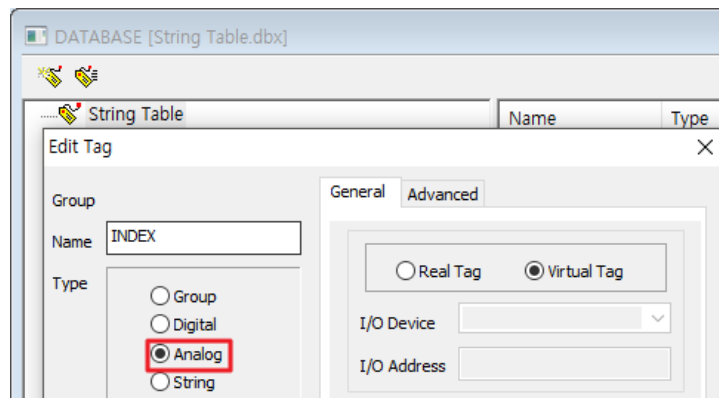 DATABASE [String Table.dbx]
String Table
Name Type
Edit Tag
Group
Name INDEX
Type
Group
Digital
Analog
String
General Advanced
Real Tag Virtual Tag
I/O Device
I/O Address